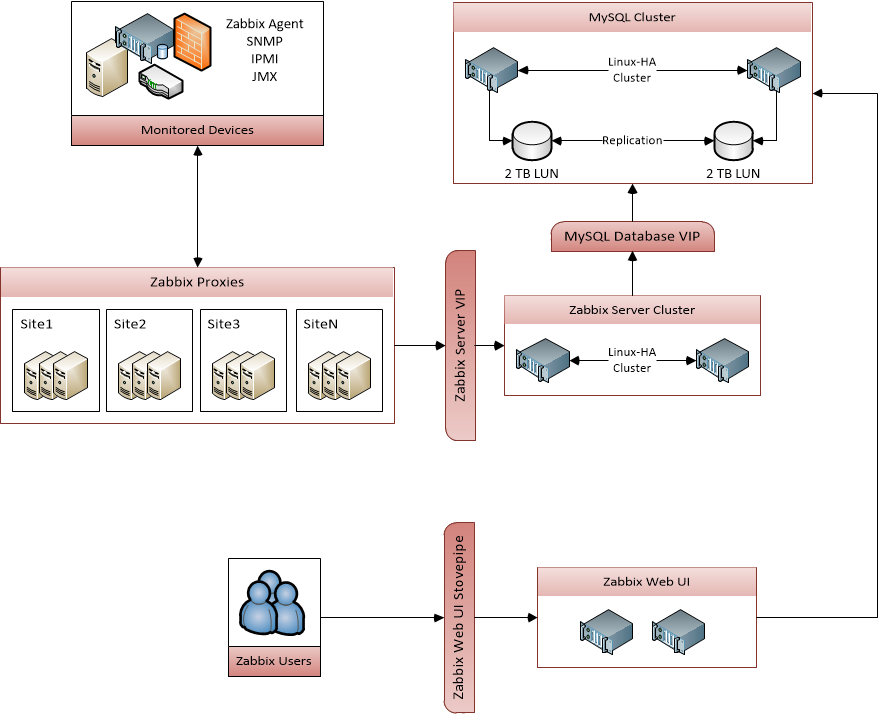 Zabbix Agent
SNMP
IPMI
JMX
Monitored Devices
MySQL Cluster
Linux-HA
Cluster
Replication
2 TB LUN
2 TB LUN
MySQL Database VIP
Zabbix Proxies
Site1
Site2
Site3
SiteN
Zabbix Server VIP
Zabbix Server Cluster
Linux-HA
Cluster
Zabbix Users
Zabbix Web UI Stovepipe
Zabbix Web UI